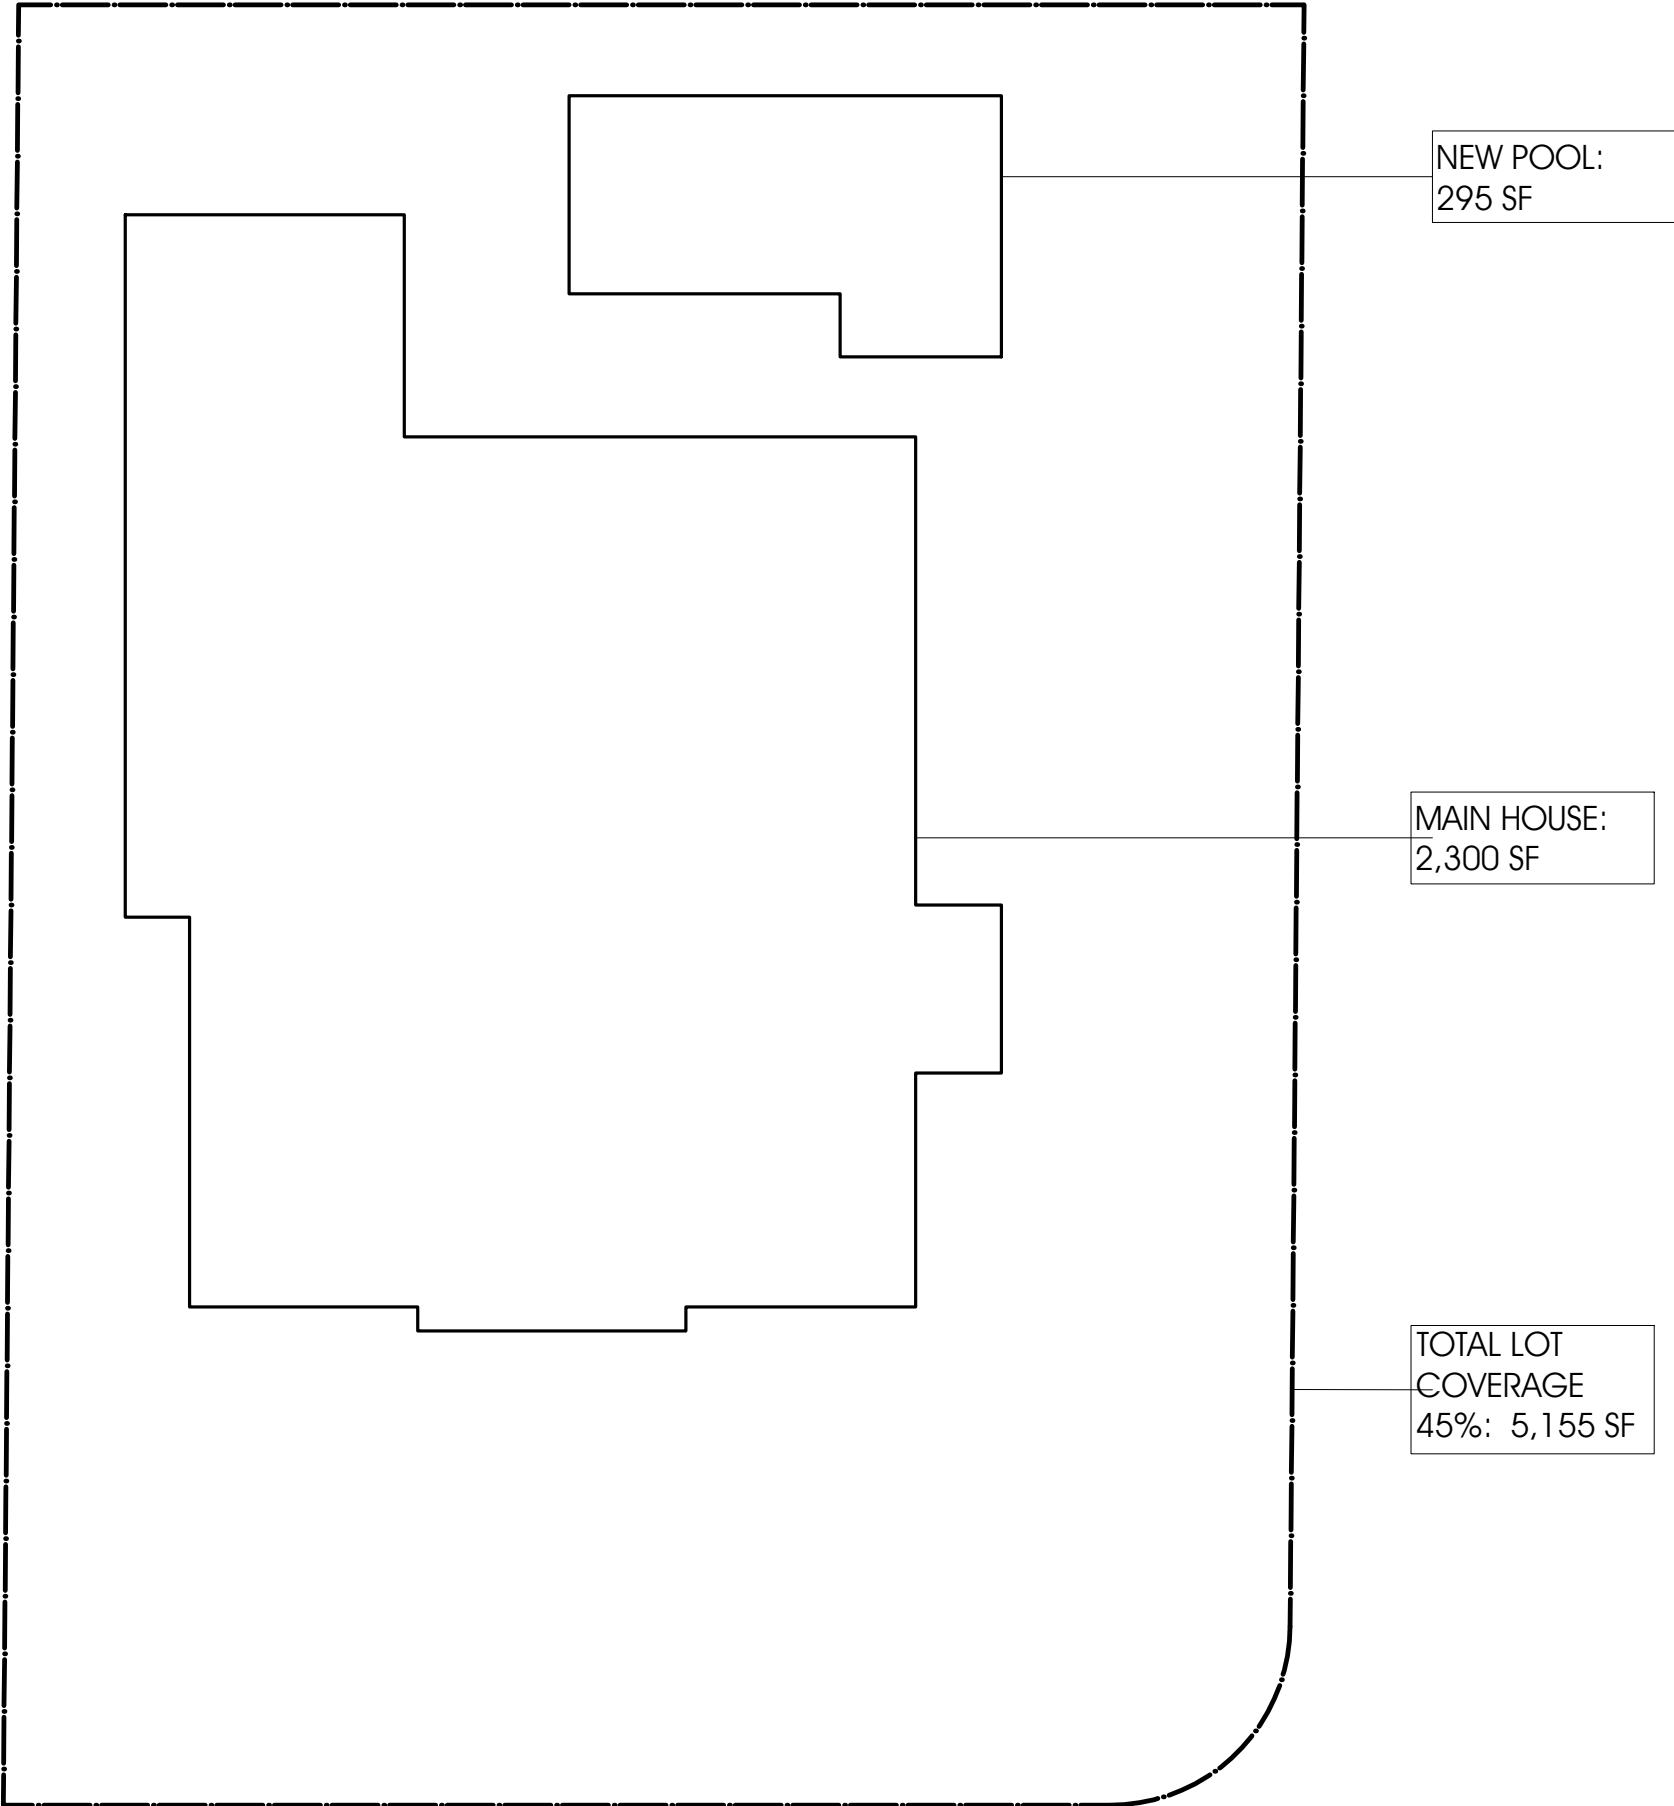 NEW POOL:
295 SF
MAIN HOUSE:
2,300 SF
TOTAL LOT
COVERAGE
45%: 5,155 SF